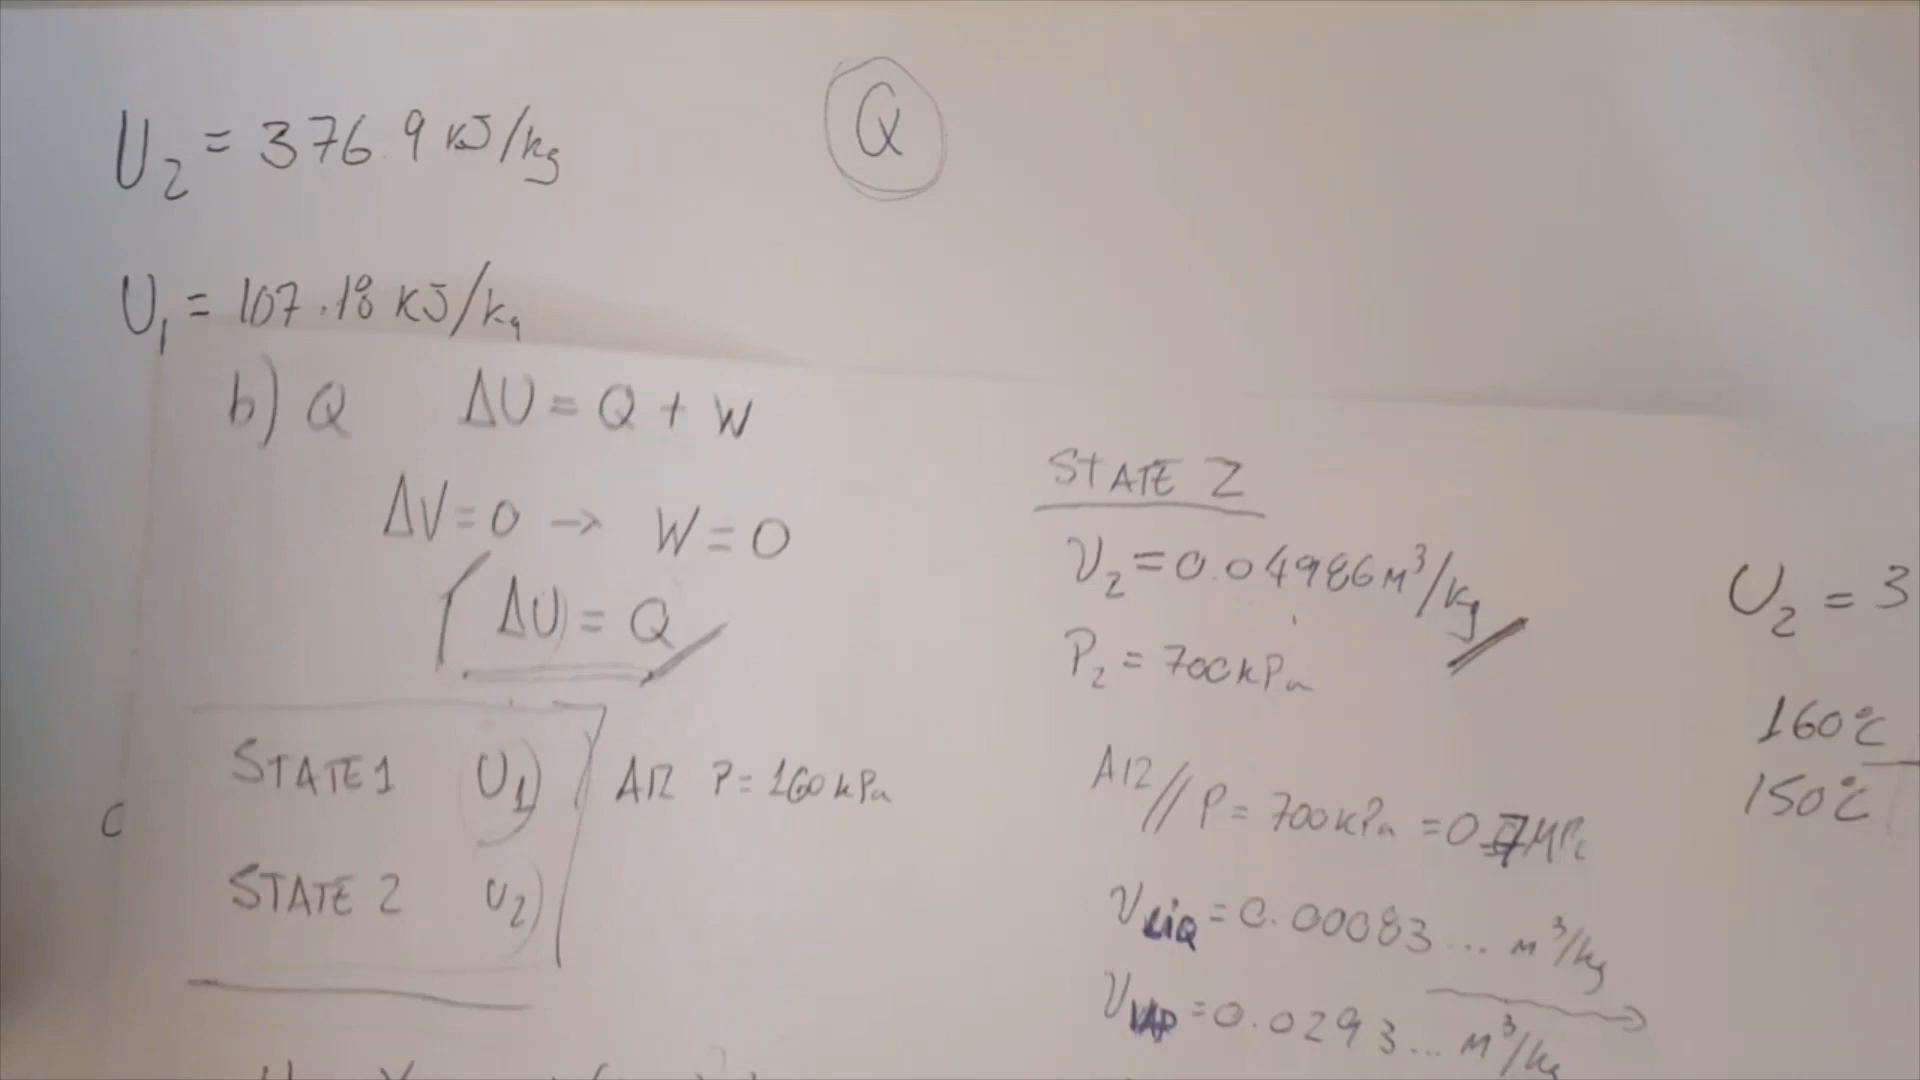 U₂ = 376.9 kJ/kg
Q
U₁ = 107.18 kJ/kg
b) Q ΔU = Q + W
ΔV = 0 → W = 0
ΔU = Q
STATE 1 U₁) A12 P = 160 kPa
STATE 2 U₂)
c
STATE 2
V₂ = 0.04986 m³/kg
P₂ = 700 kPa
A12 // P = 700 kPa = 0.7 MPa
V LIQ = 0.00083... m³/kg
V VAP = 0.0293... m³/kg
U₂ = 3
160°C
150°C